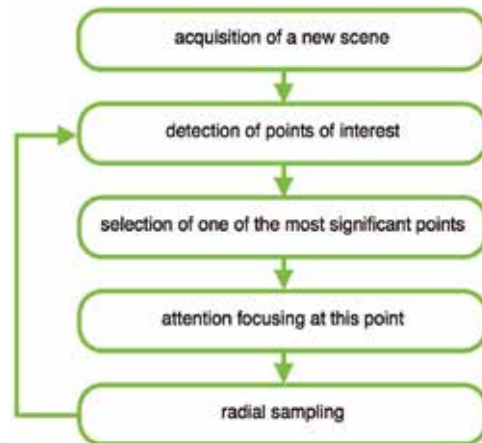 acquisition of a new scene
detection of points of interest
selection of one of the most significant points
attention focusing at this point
radial sampling